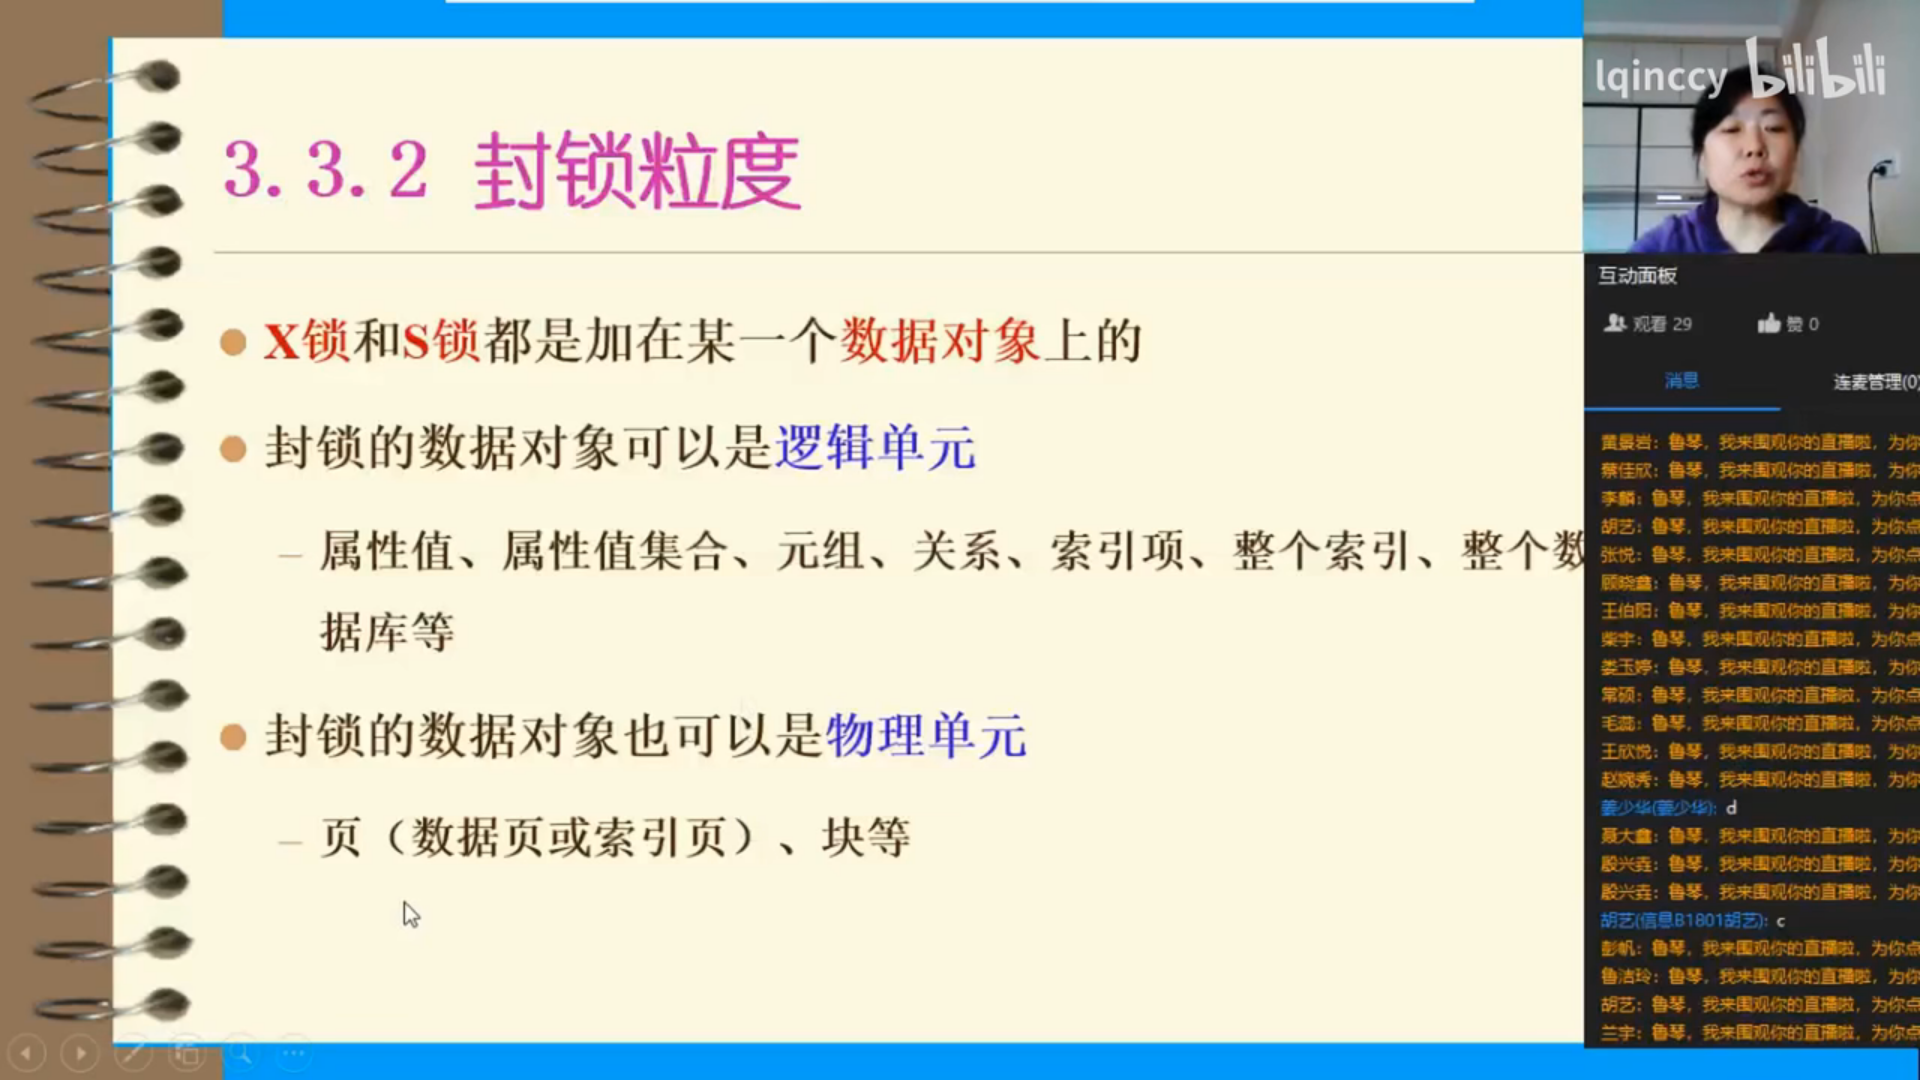 3.3.2 封锁粒度
X锁和S锁都是加在某一个数据对象上的
封锁的数据对象可以是逻辑单元
– 属性值、属性值集合、元组、关系、索引项、整个索引、整个数
据库等
封锁的数据对象也可以是物理单元
– 页（数据页或索引页）、块等
lqinccy bilibili
互动面板
观看 29 赞 0
消息 连麦管理(0)
黄景岩：鲁琴，我来围观你的直播啦，为你
蔡佳欣：鲁琴，我来围观你的直播啦，为你
李麟：鲁琴，我来围观你的直播啦，为你点
胡艺：鲁琴，我来围观你的直播啦，为你点
张悦：鲁琴，我来围观你的直播啦，为你点
顾晓鑫：鲁琴，我来围观你的直播啦，为你
王伯阳：鲁琴，我来围观你的直播啦，为你
柴宇：鲁琴，我来围观你的直播啦，为你点
娄玉婷：鲁琴，我来围观你的直播啦，为你
常硕：鲁琴，我来围观你的直播啦，为你点
毛蕊：鲁琴，我来围观你的直播啦，为你点
王欣悦：鲁琴，我来围观你的直播啦，为你
赵婉秀：鲁琴，我来围观你的直播啦，为你
姜少华(姜少华)：d
聂大鑫：鲁琴，我来围观你的直播啦，为你
殷兴垚：鲁琴，我来围观你的直播啦，为你
殷兴垚：鲁琴，我来围观你的直播啦，为你
胡艺(信息B1801胡艺)：c
彭帆：鲁琴，我来围观你的直播啦，为你点
鲁洁玲：鲁琴，我来围观你的直播啦，为你
胡艺：鲁琴，我来围观你的直播啦，为你点
兰宇：鲁琴，我来围观你的直播啦，为你点